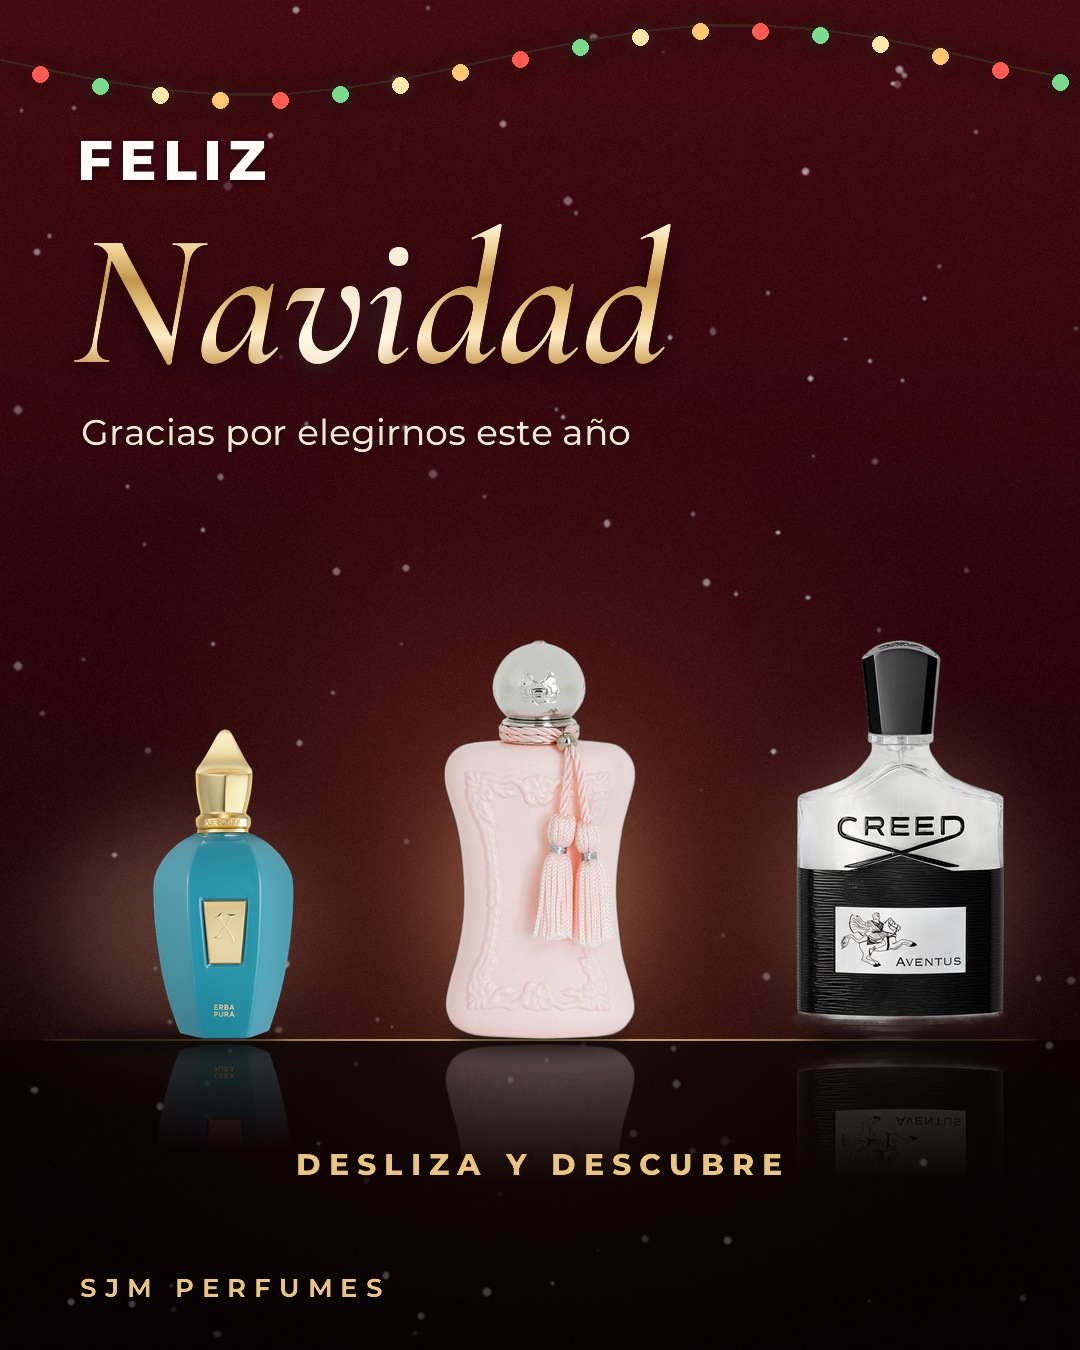 FELIZ
Navidad
Gracias por elegirnos este año
CREED
AVENTUS
ERBA
PURA
DESLIZA Y DESCUBRE
SJM PERFUMES